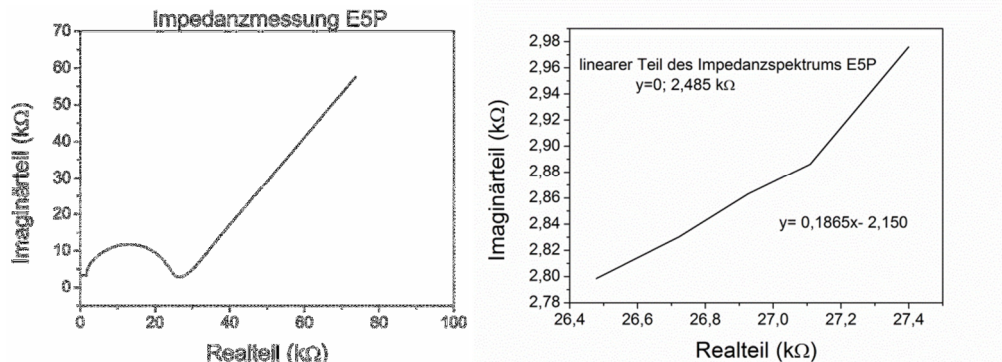 Impedanzmessung E5P
70
60
50
40
30
20
10
0
Imaginärteil (kΩ)
0 20 40 60 80 100
Realteil (kΩ)
2,98
2,96
2,94
2,92
2,90
2,88
2,86
2,84
2,82
2,80
2,78
Imaginärteil (kΩ)
linearer Teil des Impedanzspektrums E5P
y=0; 2,485 kΩ
y= 0,1865x- 2,150
26,4 26,6 26,8 27,0 27,2 27,4
Realteil (kΩ)